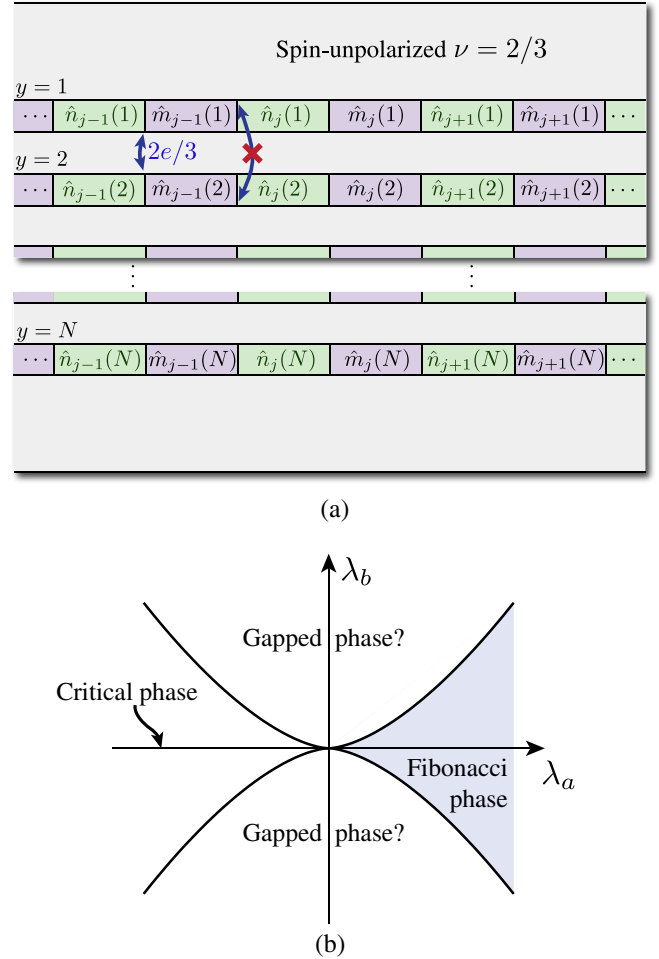 Spin-unpolarized ν = 2/3
y = 1
⋯ n̂_{j−1}(1) m̂_{j−1}(1) n̂_j(1) m̂_j(1) n̂_{j+1}(1) m̂_{j+1}(1) ⋯
2e/3
y = 2
⋯ n̂_{j−1}(2) m̂_{j−1}(2) n̂_j(2) m̂_j(2) n̂_{j+1}(2) m̂_{j+1}(2) ⋯
⋮ ⋮
y = N
⋯ n̂_{j−1}(N) m̂_{j−1}(N) n̂_j(N) m̂_j(N) n̂_{j+1}(N) m̂_{j+1}(N) ⋯
(a)
λ_b
Gapped phase?
Critical phase
Fibonacci
phase
λ_a
Gapped phase?
(b)